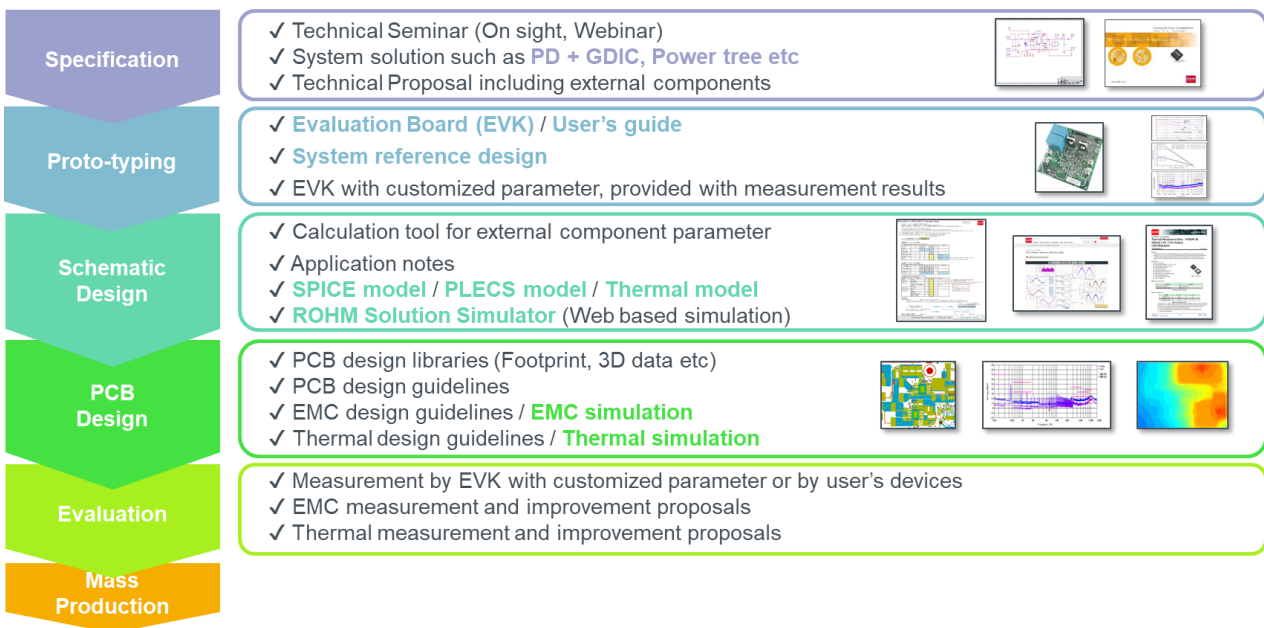 Specification
✓ Technical Seminar (On sight, Webinar)
✓ System solution such as PD + GDIC, Power tree etc
✓ Technical Proposal including external components
Proto-typing
✓ Evaluation Board (EVK) / User's guide
✓ System reference design
✓ EVK with customized parameter, provided with measurement results
Schematic
Design
✓ Calculation tool for external component parameter
✓ Application notes
✓ SPICE model / PLECS model / Thermal model
✓ ROHM Solution Simulator (Web based simulation)
PCB
Design
✓ PCB design libraries (Footprint, 3D data etc)
✓ PCB design guidelines
✓ EMC design guidelines / EMC simulation
✓ Thermal design guidelines / Thermal simulation
Evaluation
✓ Measurement by EVK with customized parameter or by user's devices
✓ EMC measurement and improvement proposals
✓ Thermal measurement and improvement proposals
Mass
Production